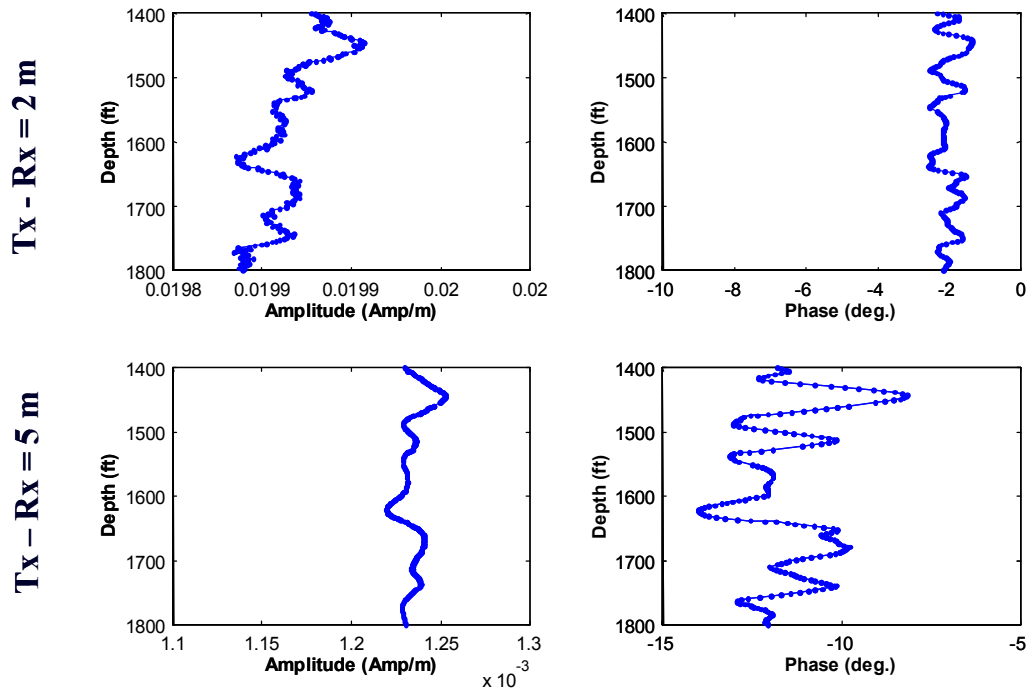 Tx - Rx = 2 m
Depth (ft)
1400
1500
1600
1700
1800
0.0198 0.0199 0.0199 0.02 0.02
Amplitude (Amp/m)
Depth (ft)
1400
1500
1600
1700
1800
-10 -8 -6 -4 -2 0
Phase (deg.)
Tx – Rx = 5 m
Depth (ft)
1400
1500
1600
1700
1800
1.1 1.15 1.2 1.25 1.3
Amplitude (Amp/m)
x 10-3
Depth (ft)
1400
1500
1600
1700
1800
-15 -10 -5
Phase (deg.)